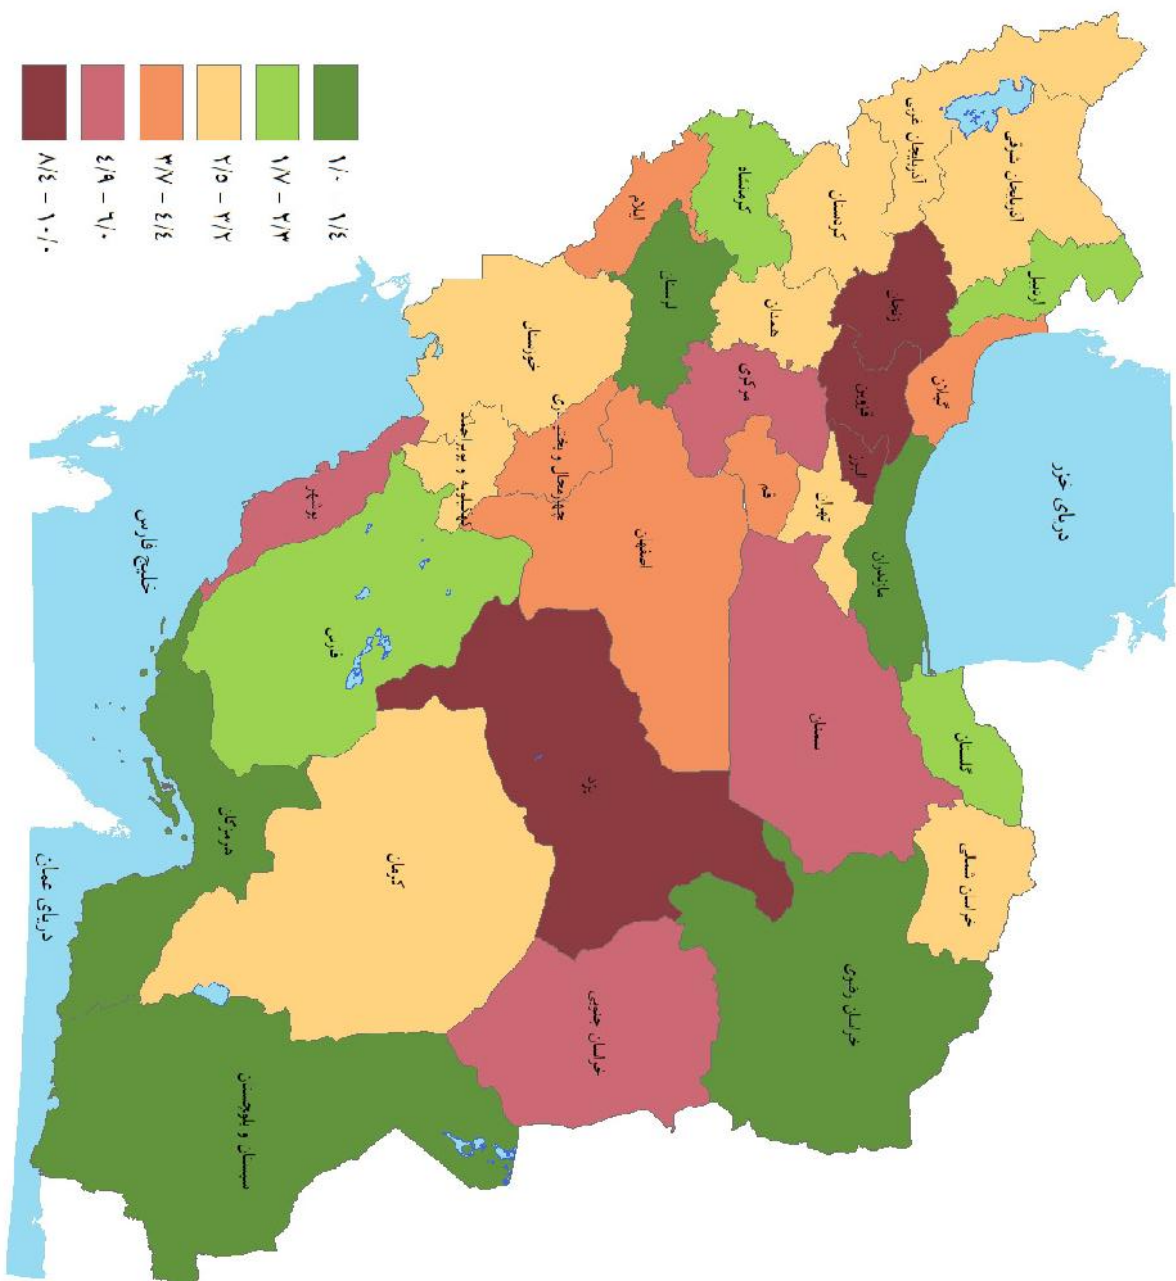 دریای خزر
آذربایجان شرقی
آذربایجان غربی
اردبیل
گیلان
زنجان
کردستان
قزوین
البرز
مازندران
گلستان
خراسان شمالی
تهران
سمنان
خراسان رضوی
همدان
مرکزی
قم
کرمانشاه
لرستان
ایلام
اصفهان
چهارمحال و بختیاری
خوزستان
کهگیلویه و بویراحمد
یزد
خراسان جنوبی
فارس
کرمان
بوشهر
هرمزگان
سیستان و بلوچستان
خلیج فارس
دریای عمان
۱/۰ - ۱/٤
۱/۷ - ۲/۳
۲/۵ - ۳/۲
۳/۷ - ٤/٤
٤/۹ - ٦/۰
۸/٤ - ۱۰/۰